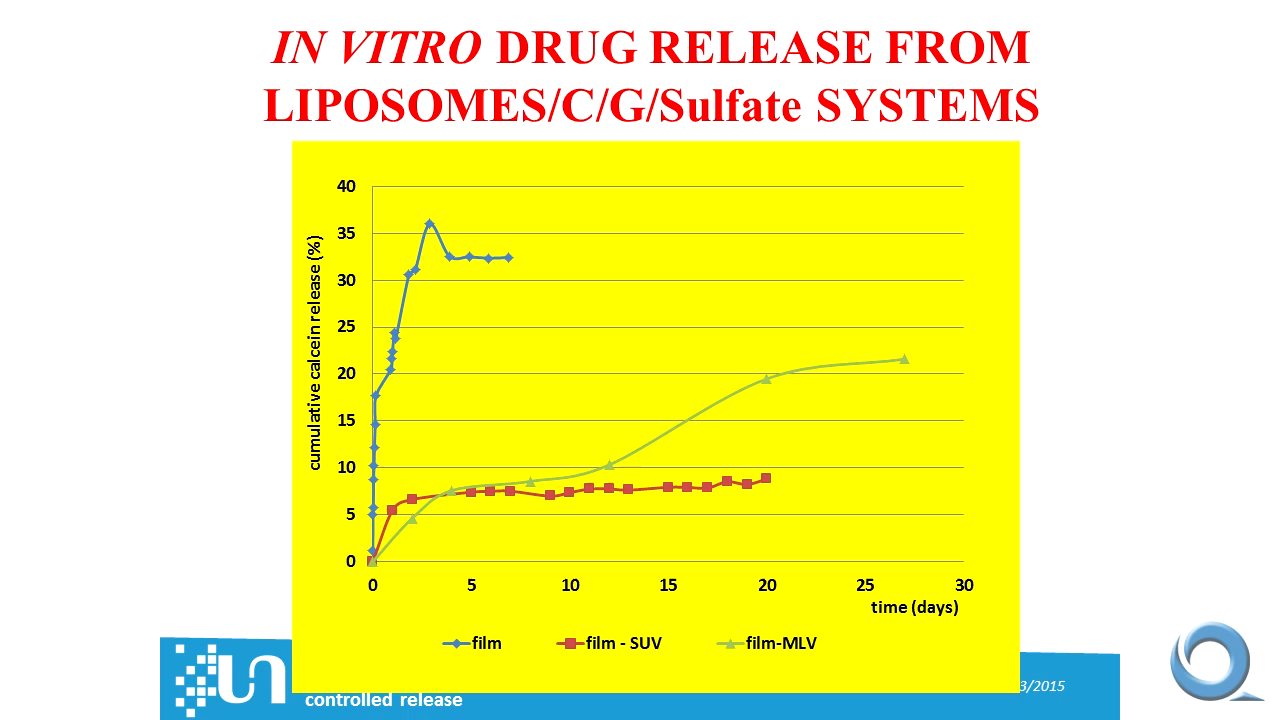 IN VITRO DRUG RELEASE FROM
LIPOSOMES/C/G/Sulfate SYSTEMS
cumulative calcein release (%)
40
35
30
25
20
15
10
5
0
0 5 10 15 20 25 30
time (days)
film film - SUV film-MLV
controlled release
3/2015